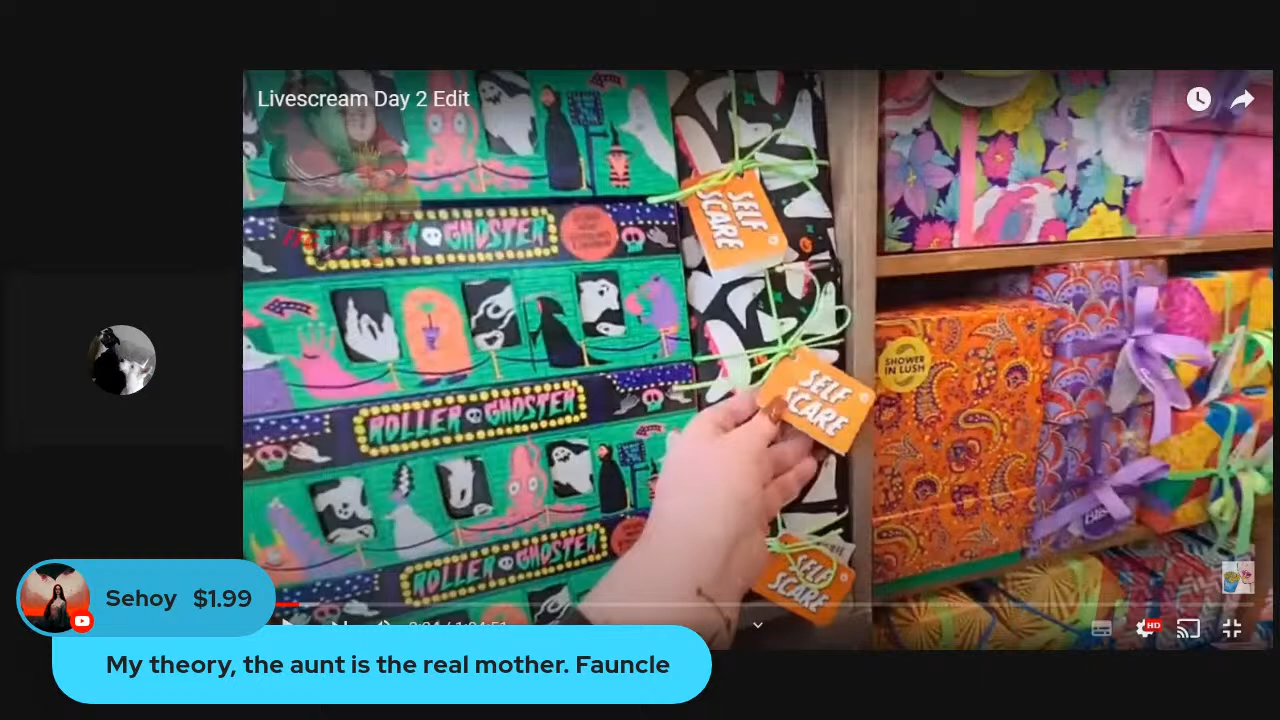 Livescream Day 2 Edit
SELF
SCARE
ROLLER GHOSTER
SHOWER
IN LUSH
SELF
SCARE
ROLLER GHOSTER
ROLLER GHOSTER
SELF
SCARE
HD
Sehoy $1.99
My theory, the aunt is the real mother. Fauncle